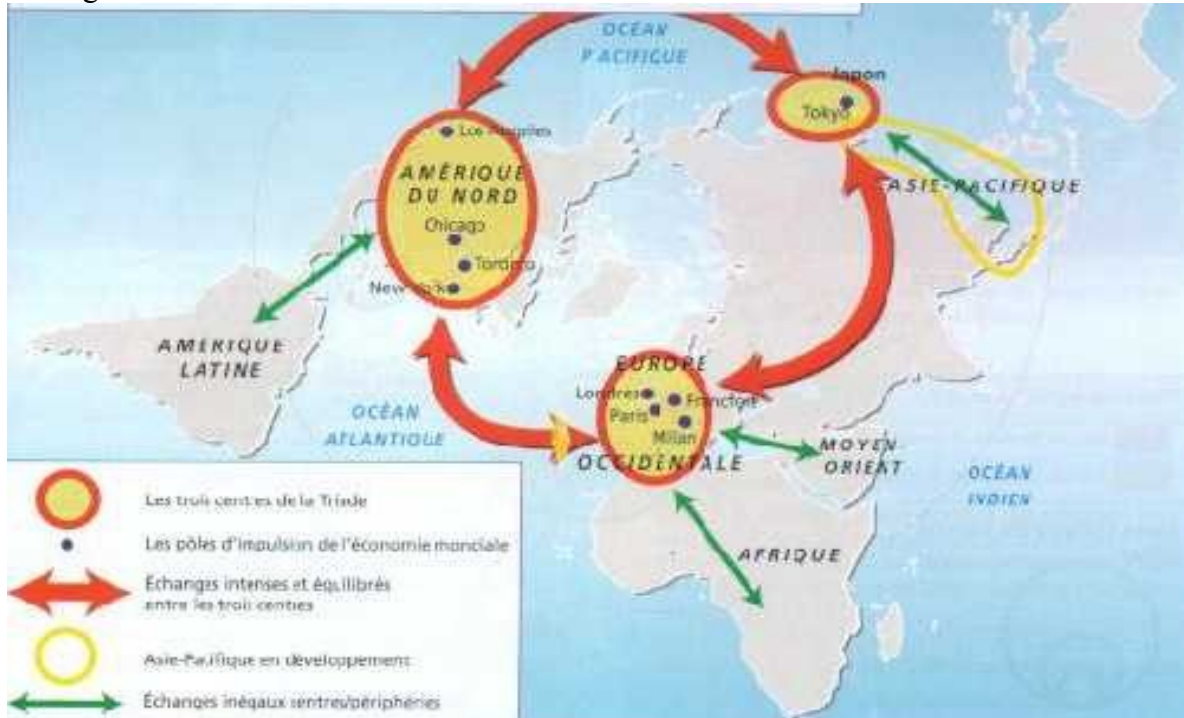 OCÉAN
PACIFIQUE
Japon
Tokyo
Los Angeles
AMÉRIQUE
DU NORD
ASIE-PACIFIQUE
Chicago
Toronto
New York
AMÉRIQUE
LATINE
EUROPE
Londres
Francfort
Paris
Milan
OCCIDENTALE
OCÉAN
ATLANTIQUE
MOYEN
ORIENT
OCÉAN
INDIEN
AFRIQUE
Les trois centres de la Triade
Les pôles d'impulsion de l'économie mondiale
Echanges intenses et équilibrés
entre les trois centres
Asie-Pacifique en développement
Échanges inégaux centres/périphéries